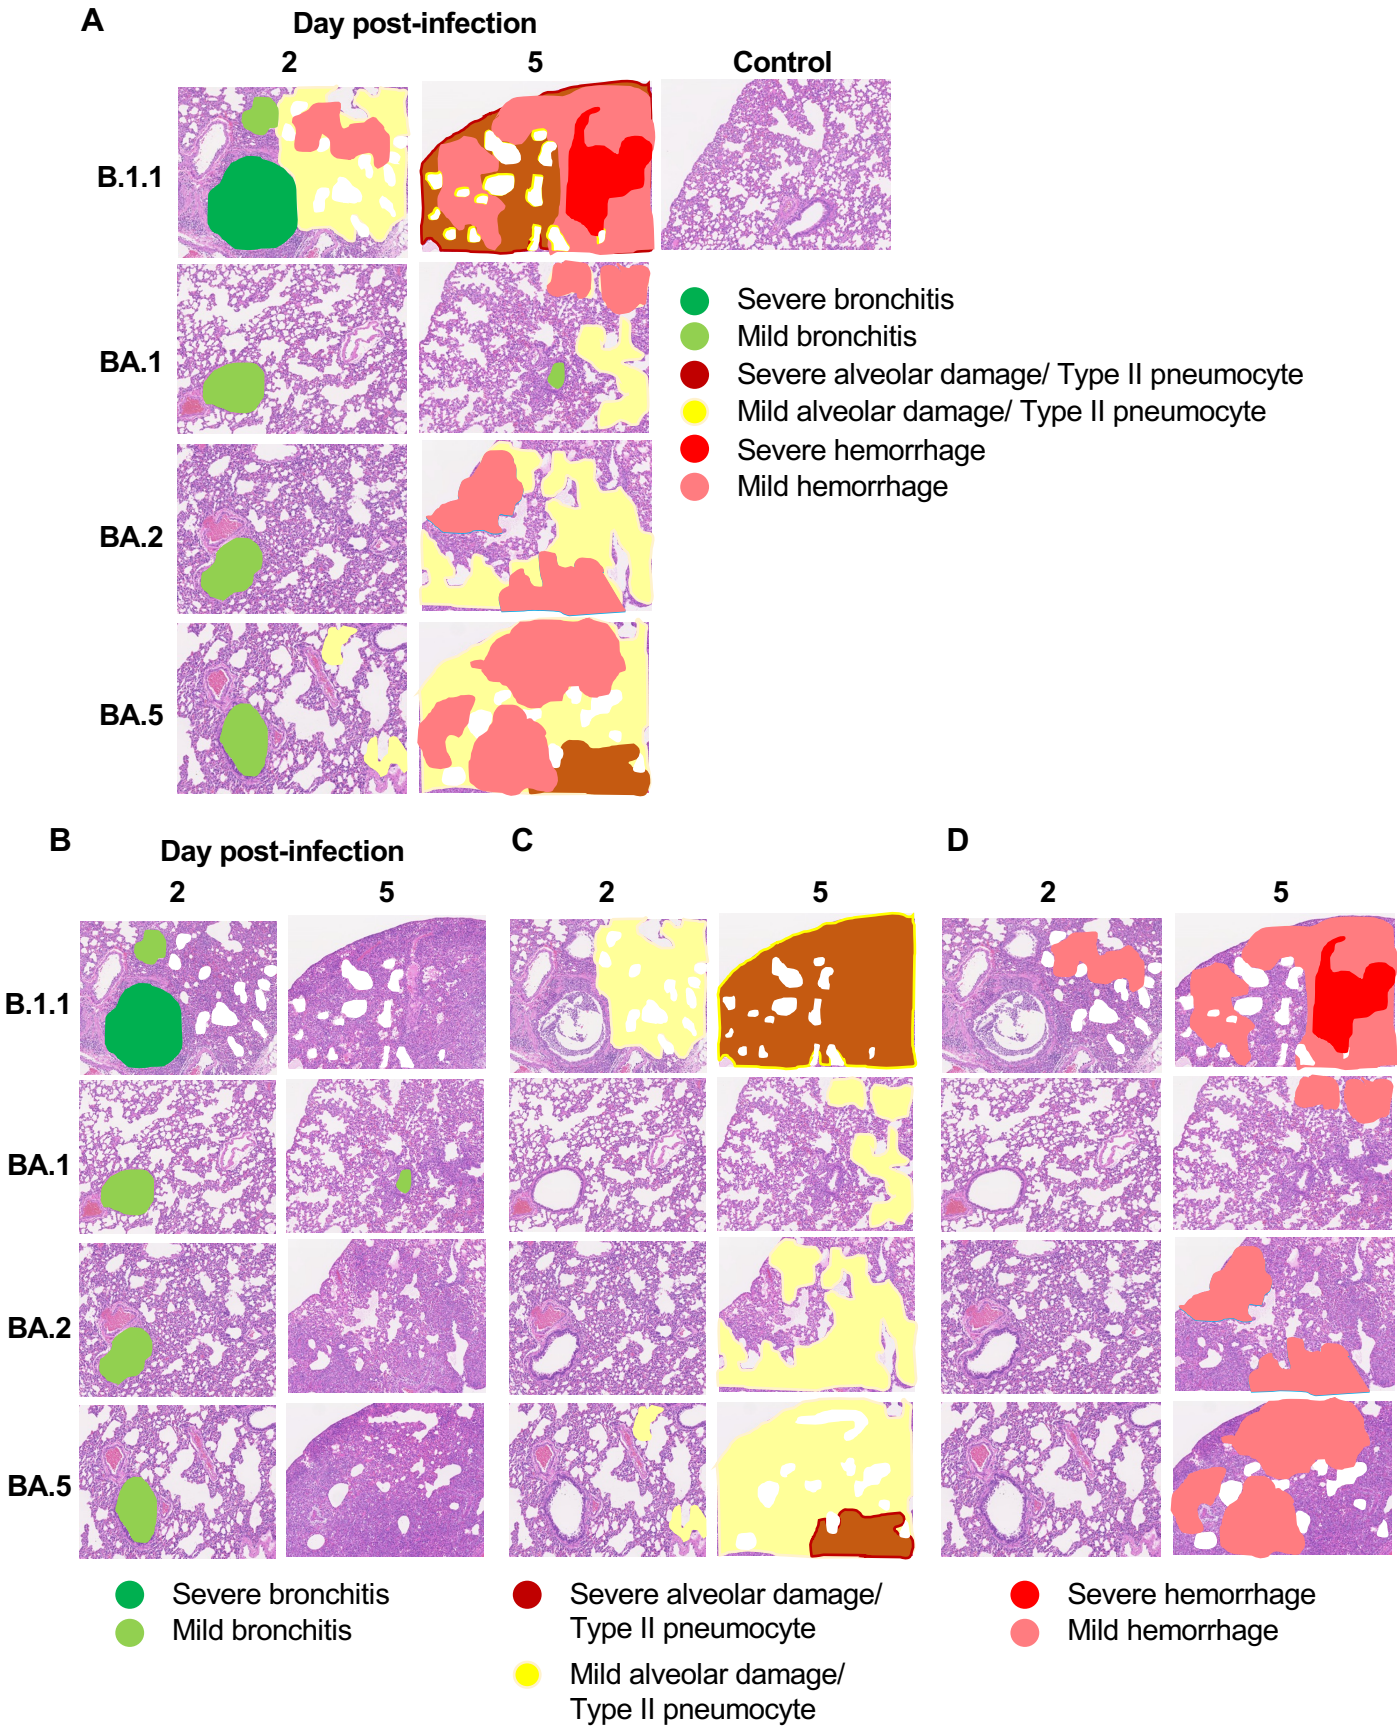 A
Day post-infection
2 5 Control
B.1.1
BA.1
Severe bronchitis
Mild bronchitis
Severe alveolar damage/ Type II pneumocyte
Mild alveolar damage/ Type II pneumocyte
Severe hemorrhage
Mild hemorrhage
BA.2
BA.5
B C D
Day post-infection
2 5 2 5 2 5
B.1.1
BA.1
BA.2
BA.5
Severe bronchitis
Mild bronchitis
Severe alveolar damage/
Type II pneumocyte
Mild alveolar damage/
Type II pneumocyte
Severe hemorrhage
Mild hemorrhage